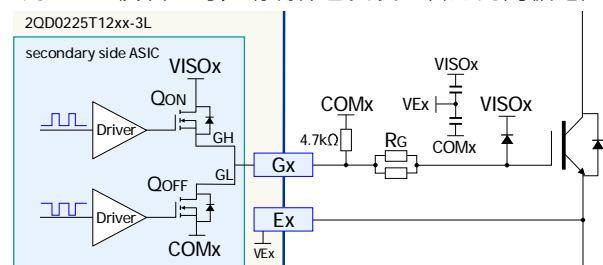 2QD0225T12xx-3L
secondary side ASIC
VISOx
QON
Driver
GH
GL
QOFF
Driver
COMx
Gx
Ex
VEx
COMx
4.7kΩ
RG
VISOx
VEx
COMx
VISOx